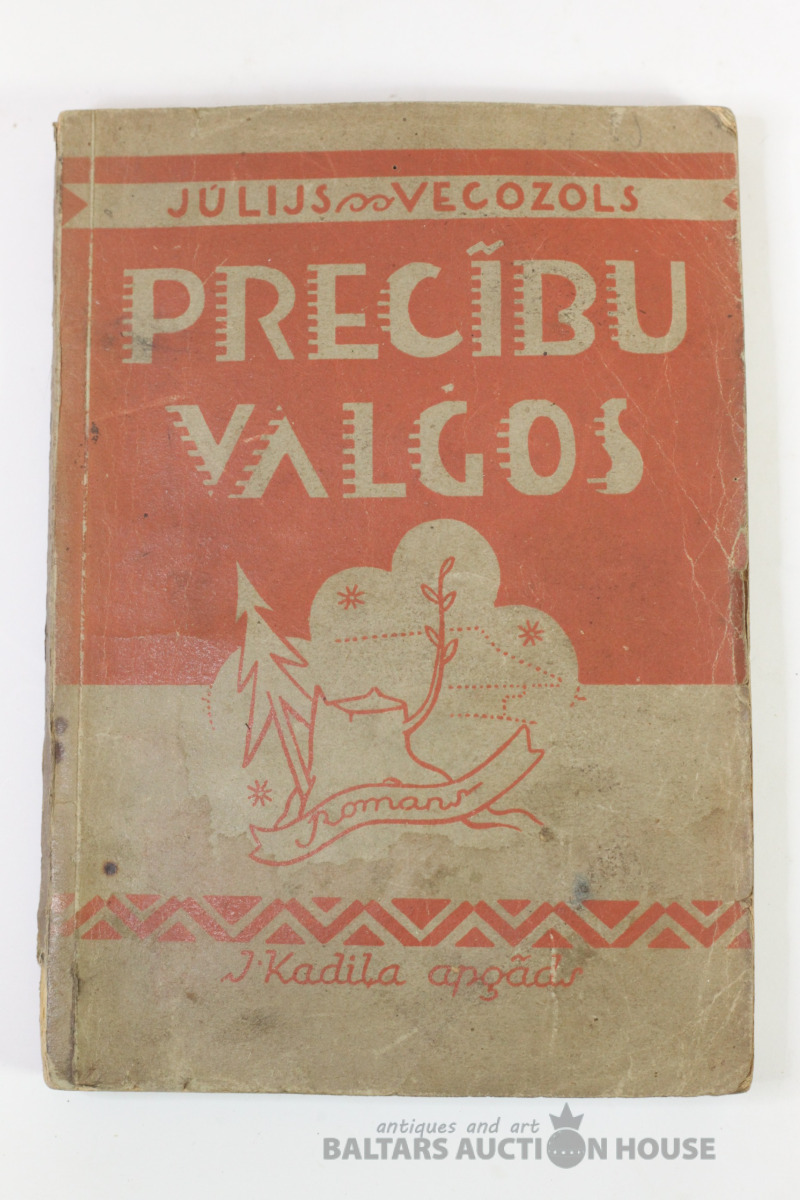 JŪLIJS VECOZOLS
PRECĪBU
VALGOS
romāns
J. Kadiļa apgāds
antiques and art
BALTARS AUCTION HOUSE